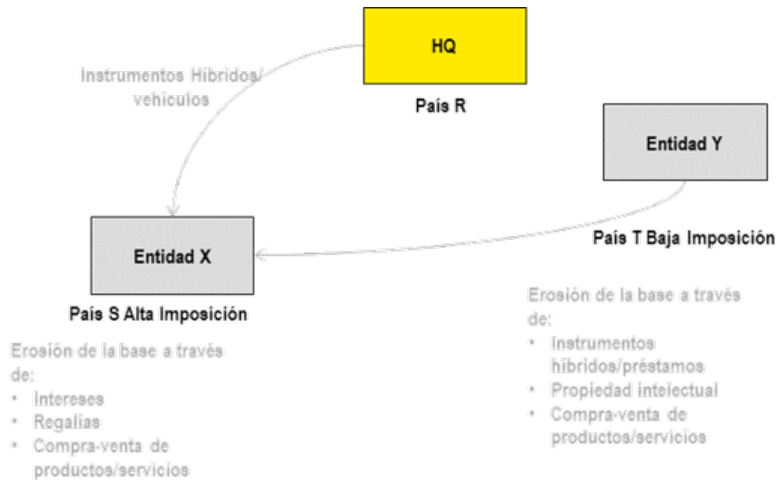 HQ
Instrumentos Híbridos/
vehículos
País R
Entidad Y
País T Baja Imposición
Entidad X
País S Alta Imposición
Erosión de la base a través
de:
• Intereses
• Regalías
• Compra-venta de
productos/servicios
Erosión de la base a través
de:
• Instrumentos
híbridos/préstamos
• Propiedad intelectual
• Compra-venta de
productos/servicios